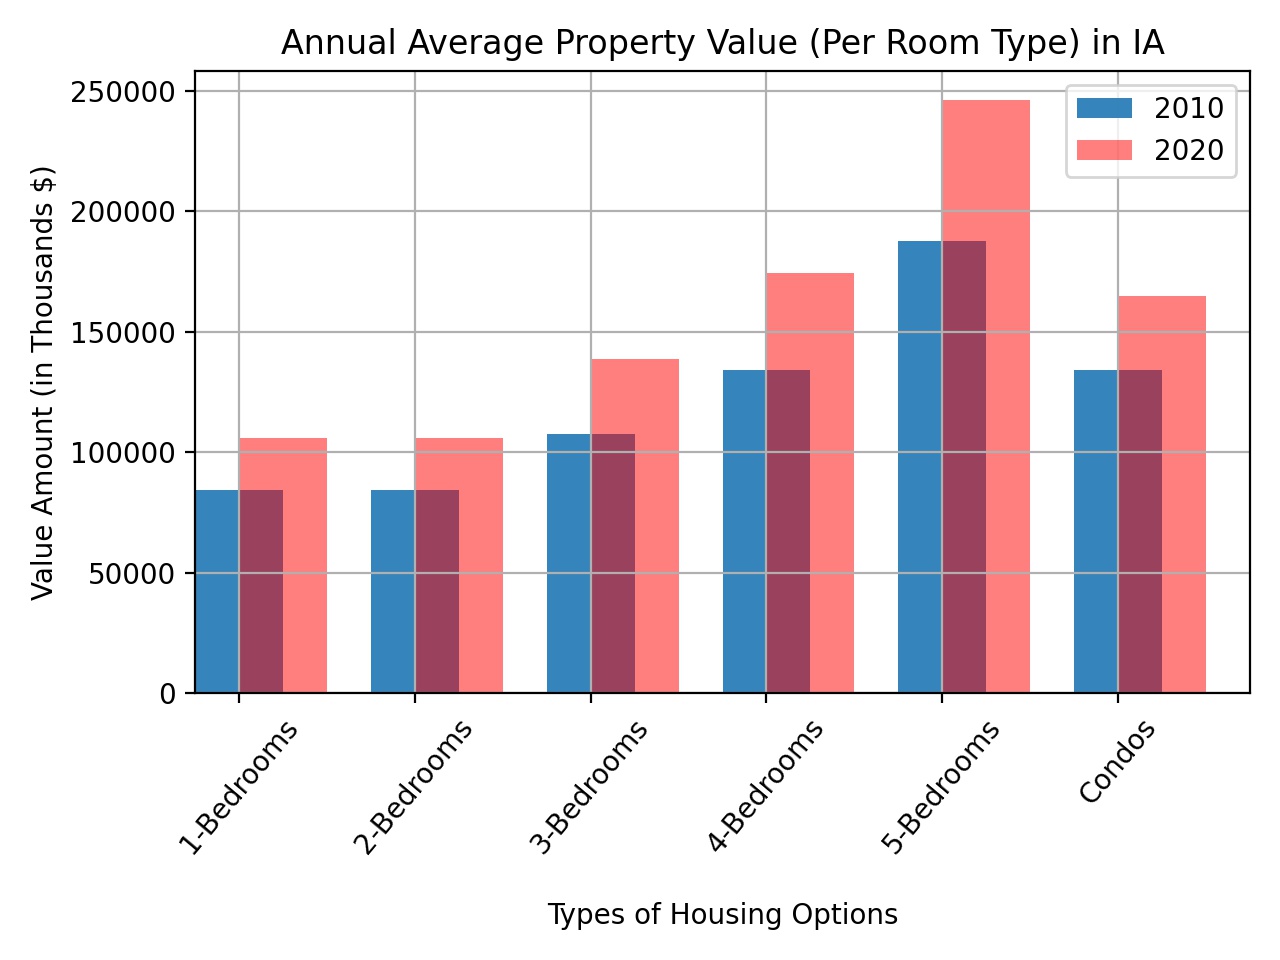 Annual Average Property Value (Per Room Type) in IA
250000
200000
150000
100000
50000
0
Value Amount (in Thousands $)
2010
2020
1-Bedrooms
2-Bedrooms
3-Bedrooms
4-Bedrooms
5-Bedrooms
Condos
Types of Housing Options